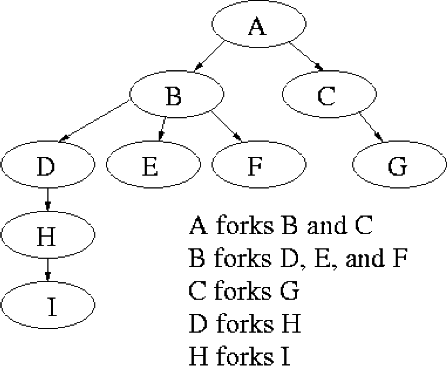 A
B
C
D
E
F
G
H
I
A forks B and C
B forks D, E, and F
C forks G
D forks H
H forks I